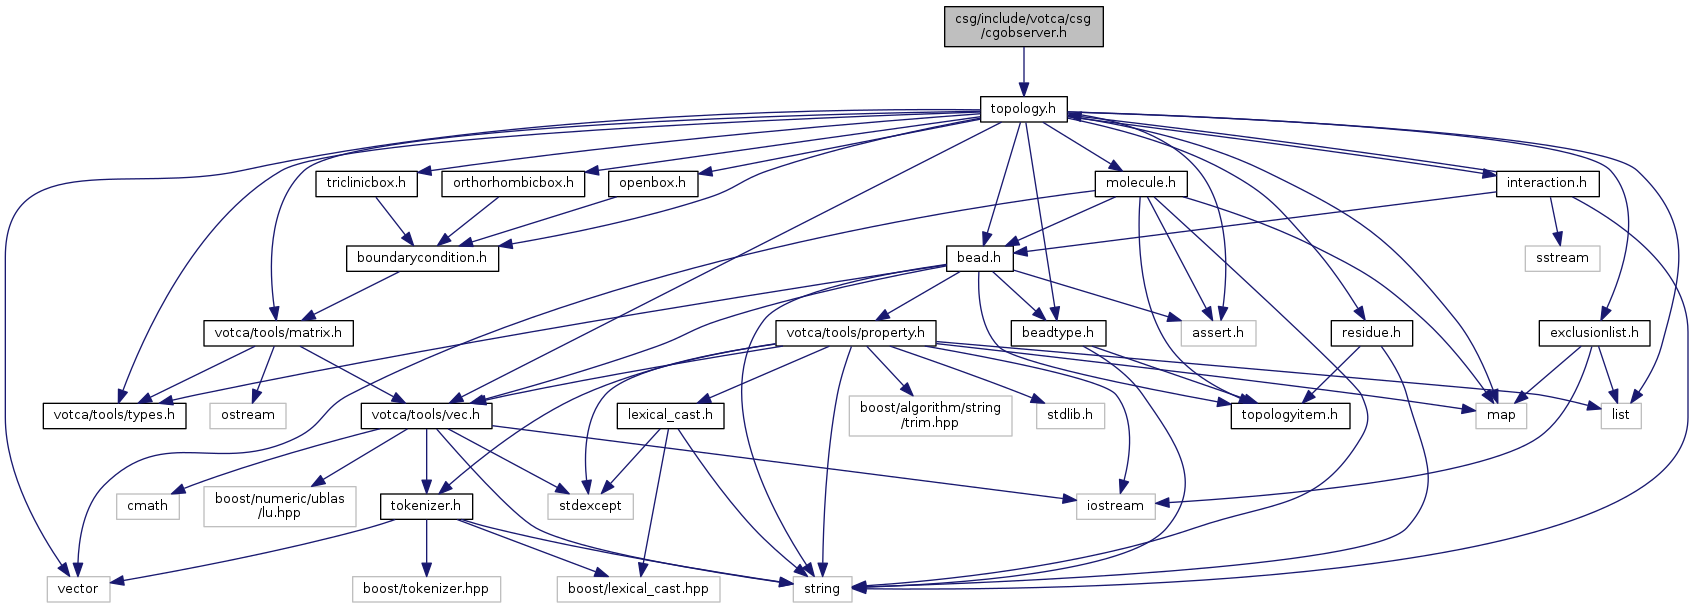 csg/include/votca/csg
/cgobserver.h
topology.h
triclinicbox.h
orthorhombicbox.h
openbox.h
molecule.h
interaction.h
boundarycondition.h
bead.h
sstream
votca/tools/matrix.h
votca/tools/property.h
beadtype.h
assert.h
residue.h
exclusionlist.h
votca/tools/types.h
ostream
votca/tools/vec.h
lexical_cast.h
boost/algorithm/string
/trim.hpp
stdlib.h
topologyitem.h
map
list
cmath
boost/numeric/ublas
/lu.hpp
tokenizer.h
stdexcept
iostream
vector
boost/tokenizer.hpp
boost/lexical_cast.hpp
string